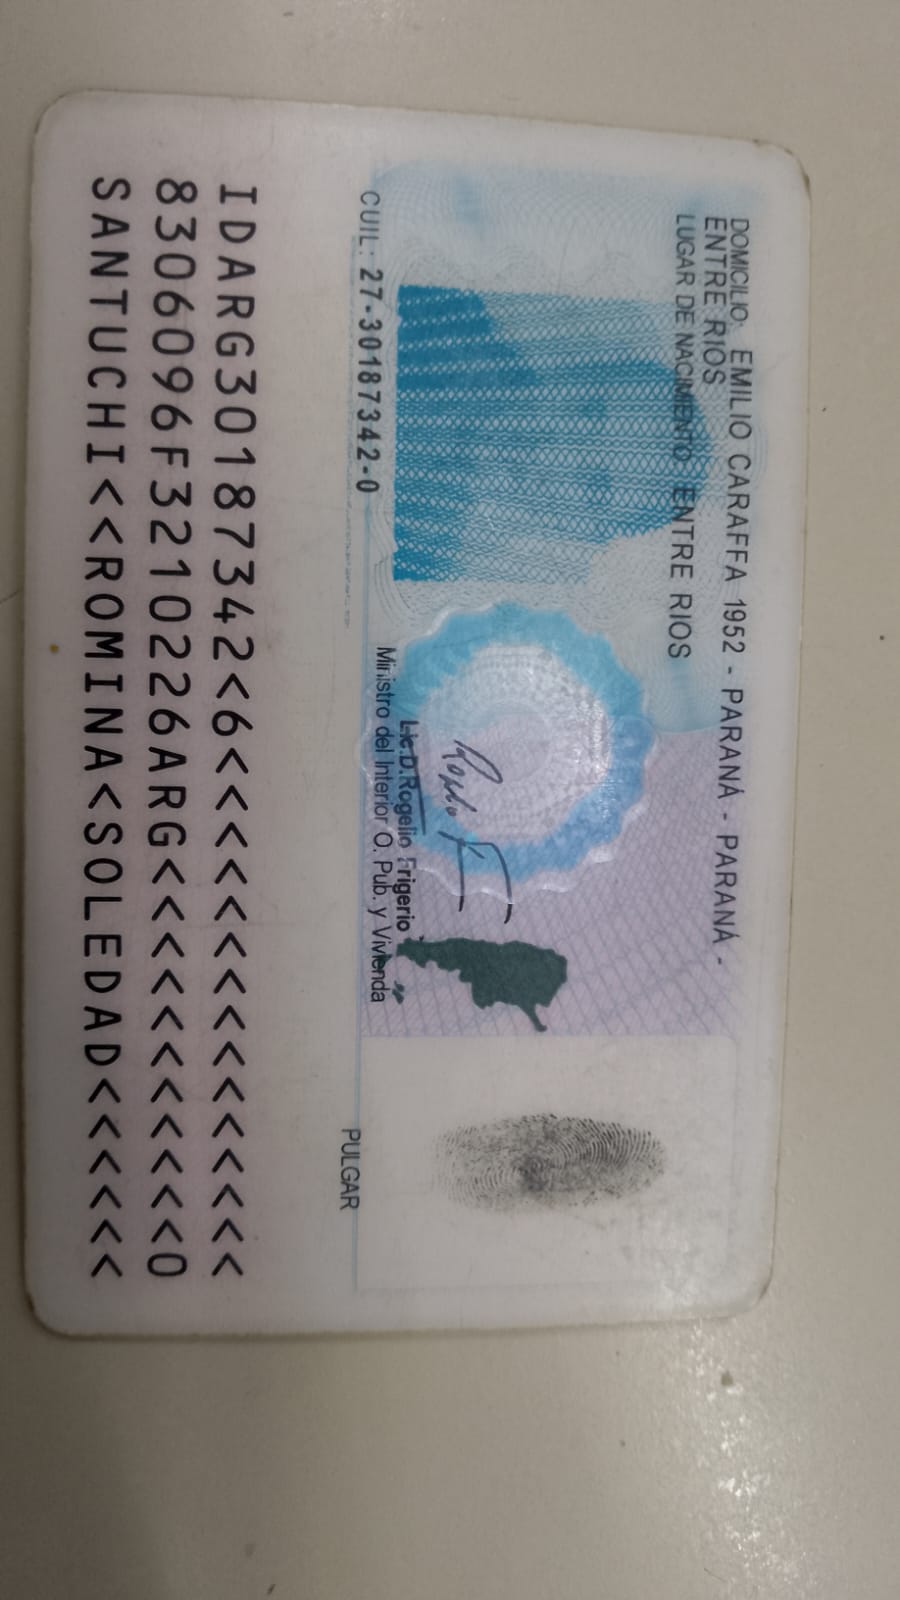 DOMICILIO: EMILIO CARAFFA 1952 - PARANÁ - PARANÁ -
ENTRE RIOS
LUGAR DE NACIMIENTO: ENTRE RIOS
Lic.D.Rogelio Frigerio
Ministro del Interior O. Pub. y Vivienda
CUIL: 27-30187342-0
PULGAR
IDARG30187342<6<<<<<<<<<<<<<<<
8306096F3210226ARG<<<<<<<<<<<0
SANTUCHI<<ROMINA<SOLEDAD<<<<<<